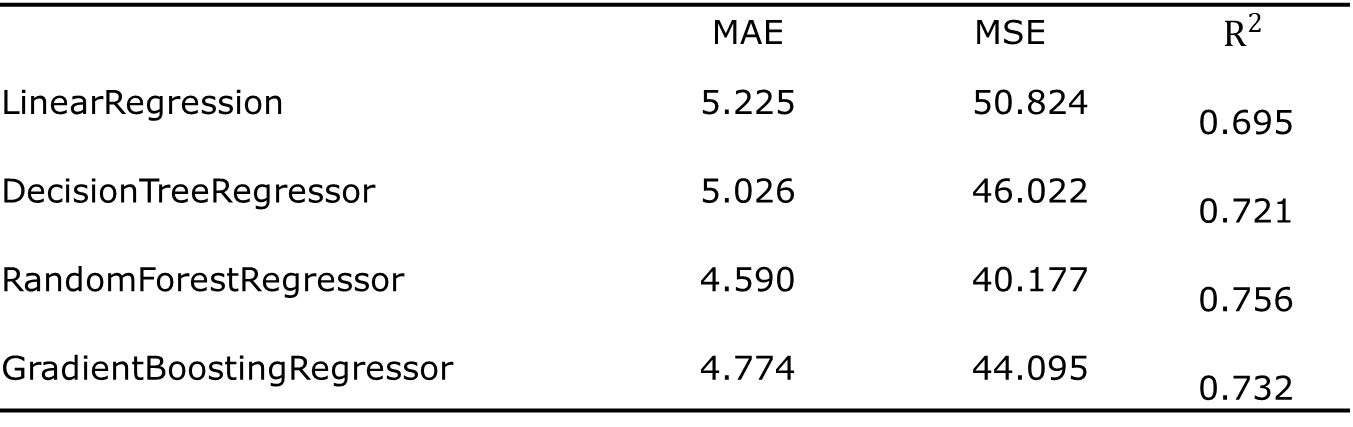 MAE MSE R²
LinearRegression 5.225 50.824 0.695
DecisionTreeRegressor 5.026 46.022 0.721
RandomForestRegressor 4.590 40.177 0.756
GradientBoostingRegressor 4.774 44.095 0.732